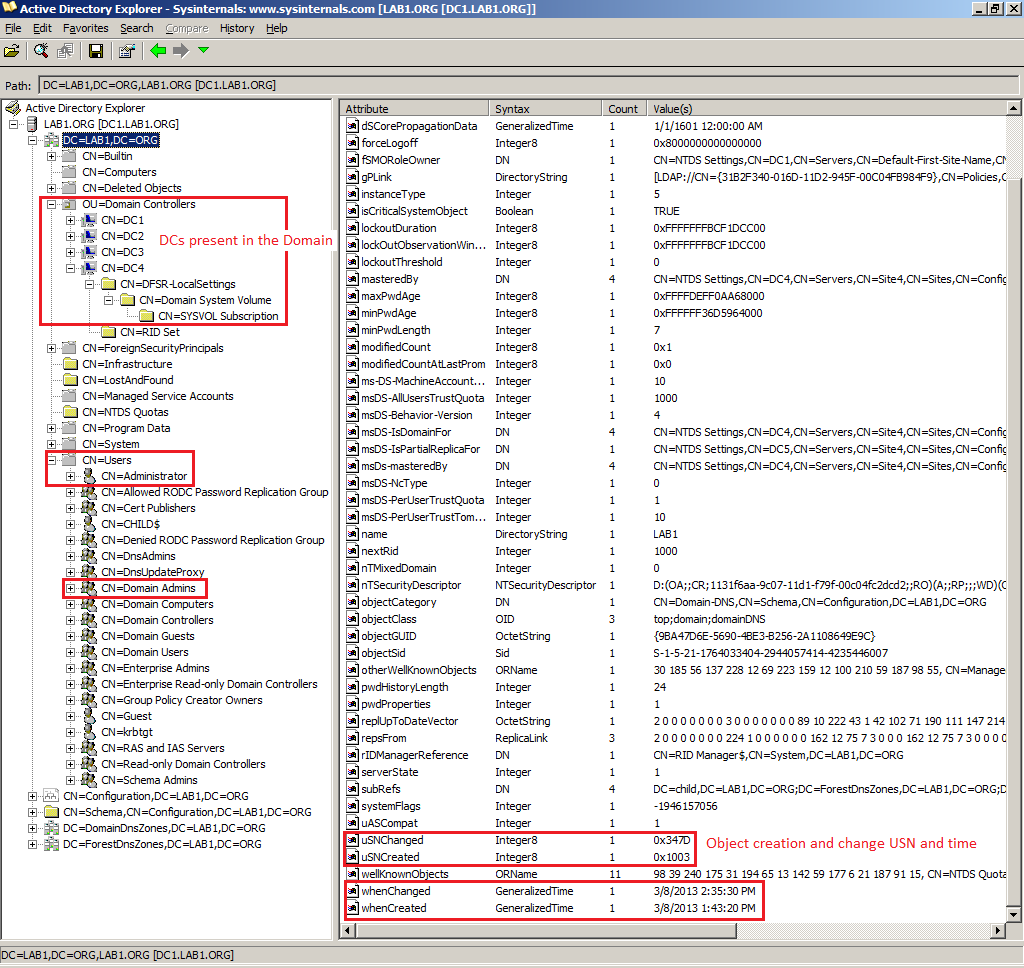 Active Directory Explorer - Sysinternals: www.sysinternals.com [LAB1.ORG [DC1.LAB1.ORG]]
File Edit Favorites Search Compare History Help
Path: DC=LAB1,DC=ORG,LAB1.ORG [DC1.LAB1.ORG]
Active Directory Explorer
LAB1.ORG [DC1.LAB1.ORG]
DC=LAB1,DC=ORG
CN=Builtin
CN=Computers
CN=Deleted Objects
OU=Domain Controllers
CN=DC1
CN=DC2
DCs present in the Domain
CN=DC3
CN=DC4
CN=DFSR-LocalSettings
CN=Domain System Volume
CN=SYSVOL Subscription
CN=RID Set
CN=ForeignSecurityPrincipals
CN=Infrastructure
CN=LostAndFound
CN=Managed Service Accounts
CN=NTDS Quotas
CN=Program Data
CN=System
CN=Users
CN=Administrator
CN=Allowed RODC Password Replication Group
CN=Cert Publishers
CN=CHILD$
CN=Denied RODC Password Replication Group
CN=DnsAdmins
CN=DnsUpdateProxy
CN=Domain Admins
CN=Domain Computers
CN=Domain Controllers
CN=Domain Guests
CN=Domain Users
CN=Enterprise Admins
CN=Enterprise Read-only Domain Controllers
CN=Group Policy Creator Owners
CN=Guest
CN=krbtgt
CN=RAS and IAS Servers
CN=Read-only Domain Controllers
CN=Schema Admins
CN=Configuration,DC=LAB1,DC=ORG
CN=Schema,CN=Configuration,DC=LAB1,DC=ORG
DC=DomainDnsZones,DC=LAB1,DC=ORG
DC=ForestDnsZones,DC=LAB1,DC=ORG
Attribute Syntax Count Value(s)
dSCorePropagationData GeneralizedTime 1 1/1/1601 12:00:00 AM
forceLogoff Integer8 1 0x8000000000000000
fSMORoleOwner DN 1 CN=NTDS Settings,CN=DC1,CN=Servers,CN=Default-First-Site-Name,CN
gPLink DirectoryString 1 [LDAP://CN={31B2F340-016D-11D2-945F-00C04FB984F9},CN=Policies,C
instanceType Integer 1 5
isCriticalSystemObject Boolean 1 TRUE
lockoutDuration Integer8 1 0xFFFFFFFBCF1DCC00
lockOutObservationWin... Integer8 1 0xFFFFFFFBCF1DCC00
lockoutThreshold Integer 1 0
masteredBy DN 4 CN=NTDS Settings,CN=DC4,CN=Servers,CN=Site4,CN=Sites,CN=Config
maxPwdAge Integer8 1 0xFFFFDEFF0AA68000
minPwdAge Integer8 1 0xFFFFFF36D5964000
minPwdLength Integer 1 7
modifiedCount Integer8 1 0x1
modifiedCountAtLastProm Integer8 1 0x0
ms-DS-MachineAccount... Integer 1 10
msDS-AllUsersTrustQuota Integer 1 1000
msDS-Behavior-Version Integer 1 4
msDS-IsDomainFor DN 4 CN=NTDS Settings,CN=DC4,CN=Servers,CN=Site4,CN=Sites,CN=Config
msDS-IsPartialReplicaFor DN 1 CN=NTDS Settings,CN=DC5,CN=Servers,CN=Site4,CN=Sites,CN=Config
msDs-masteredBy DN 4 CN=NTDS Settings,CN=DC4,CN=Servers,CN=Site4,CN=Sites,CN=Config
msDS-NcType Integer 1 0
msDS-PerUserTrustQuota Integer 1 1
msDS-PerUserTrustTom... Integer 1 10
name DirectoryString 1 LAB1
nextRid Integer 1 1000
nTMixedDomain Integer 1 0
nTSecurityDescriptor NTSecurityDescriptor 1 D:(OA;;CR;1131f6aa-9c07-11d1-f79f-00c04fc2dcd2;;RO)(A;;RP;;;WD)(O
objectCategory DN 1 CN=Domain-DNS,CN=Schema,CN=Configuration,DC=LAB1,DC=ORG
objectClass OID 3 top;domain;domainDNS
objectGUID OctetString 1 {9BA47D6E-5690-4BE3-B256-2A1108649E9C}
objectSid Sid 1 S-1-5-21-1764033404-2944057414-4235446007
otherWellKnownObjects ORName 1 30 185 56 137 228 12 69 223 159 12 100 210 59 187 98 55, CN=Manage
pwdHistoryLength Integer 1 24
pwdProperties Integer 1 1
replUpToDateVector OctetString 1 2 0 0 0 0 0 0 0 3 0 0 0 0 0 0 0 89 10 222 43 1 42 102 71 190 111 147 214
repsFrom ReplicaLink 3 2 0 0 0 0 0 0 0 224 1 0 0 0 0 0 0 162 12 75 7 3 0 0 0 162 12 75 7 3 0 0 0
rIDManagerReference DN 1 CN=RID Manager$,CN=System,DC=LAB1,DC=ORG
serverState Integer 1 1
subRefs DN 4 DC=child,DC=LAB1,DC=ORG;DC=ForestDnsZones,DC=LAB1,DC=ORG;D
systemFlags Integer 1 -1946157056
uASCompat Integer 1 1
uSNChanged Integer8 1 0x347D
Object creation and change USN and time
uSNCreated Integer8 1 0x1003
wellKnownObjects ORName 11 98 39 240 175 31 194 65 13 142 59 177 6 21 187 91 15, CN=NTDS Quota
whenChanged GeneralizedTime 1 3/8/2013 2:35:30 PM
whenCreated GeneralizedTime 1 3/8/2013 1:43:20 PM
DC=LAB1,DC=ORG,LAB1.ORG [DC1.LAB1.ORG]